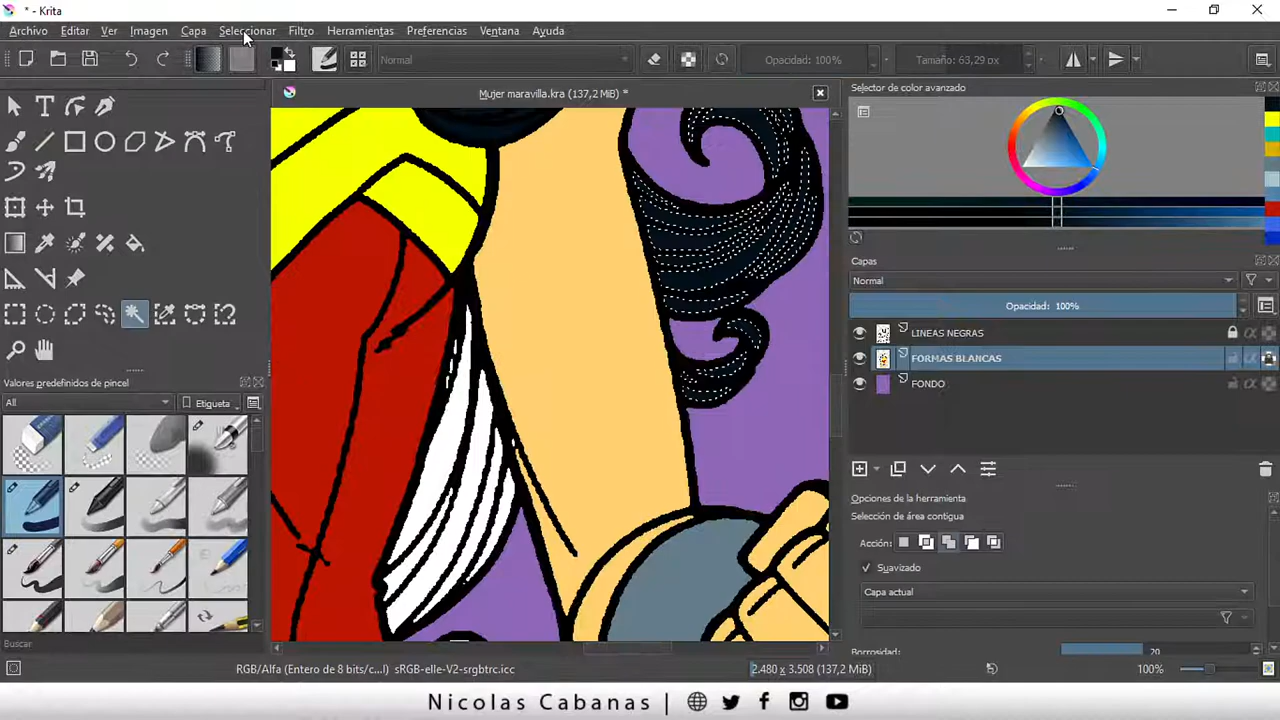 * - Krita
Archivo Editar Ver Imagen Capa Seleccionar Filtro Herramientas Preferencias Ventana Ayuda
Normal Opacidad: 100% Tamaño: 63,29 px
Mujer maravilla.kra (137,2 MiB) *
Selector de color avanzado
Capas
Normal
Opacidad: 100%
LINEAS NEGRAS
FORMAS BLANCAS
FONDO
Valores predefinidos de pincel
All Etiqueta
Opciones de la herramienta
Selección de área contigua
Acción:
Suavizado
Capa actual
Borrosidad: 20
Buscar
RGB/Alfa (Entero de 8 bits/c...l) sRGB-elle-V2-srgbtrc.icc 2.480 x 3.508 (137,2 MiB) 100%
Nicolas Cabanas |